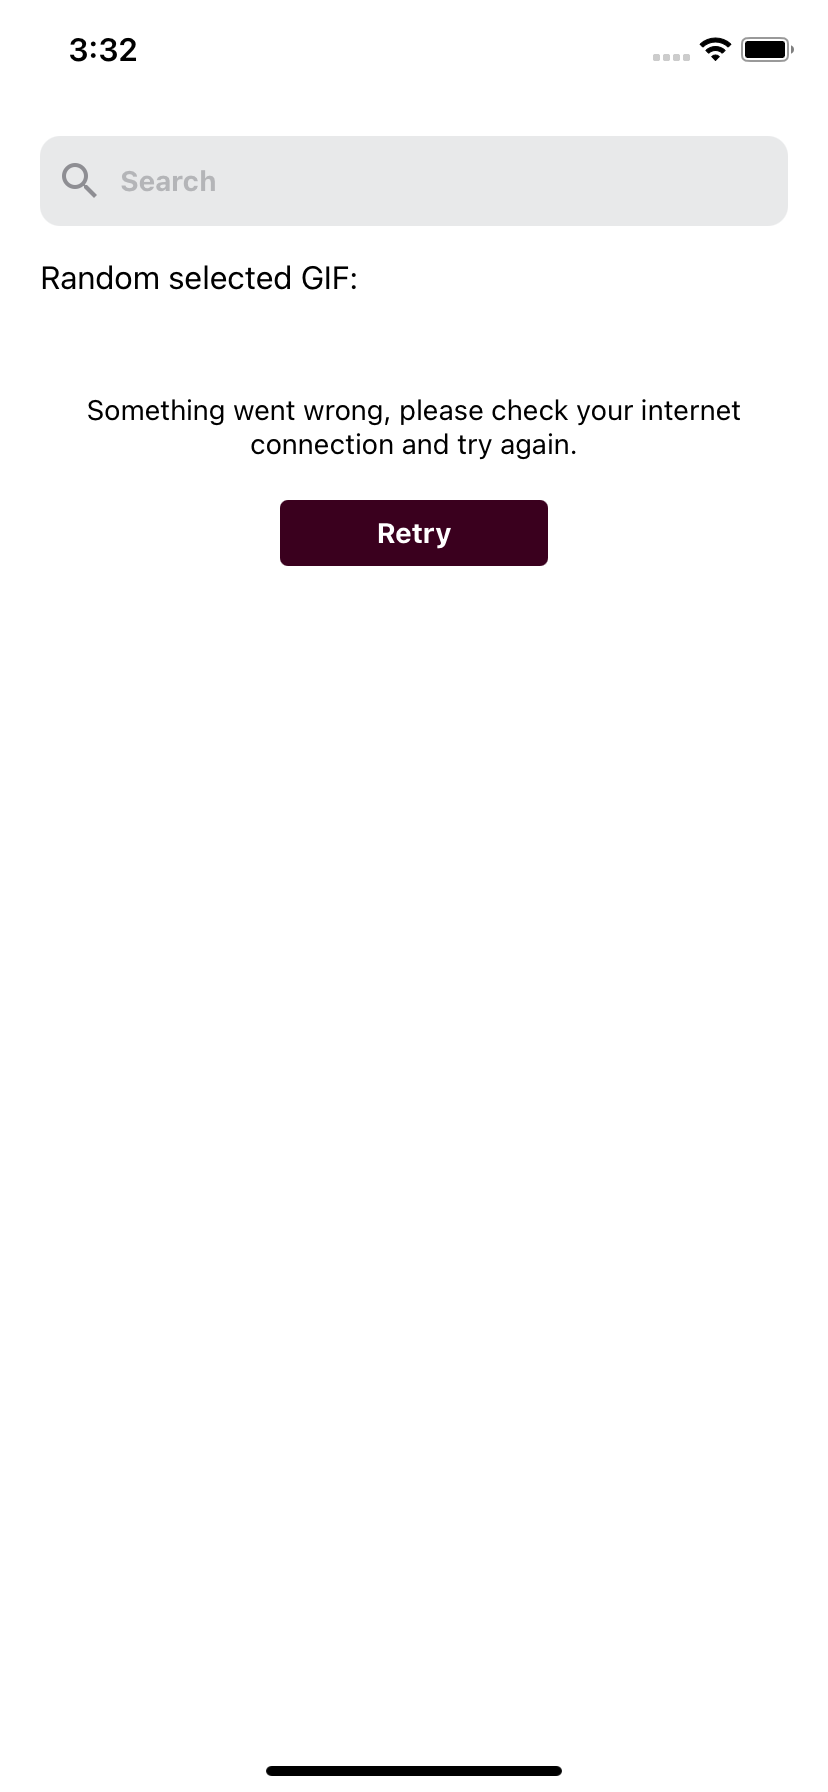 3:32
Search
Random selected GIF:
Something went wrong, please check your internet
connection and try again.
Retry